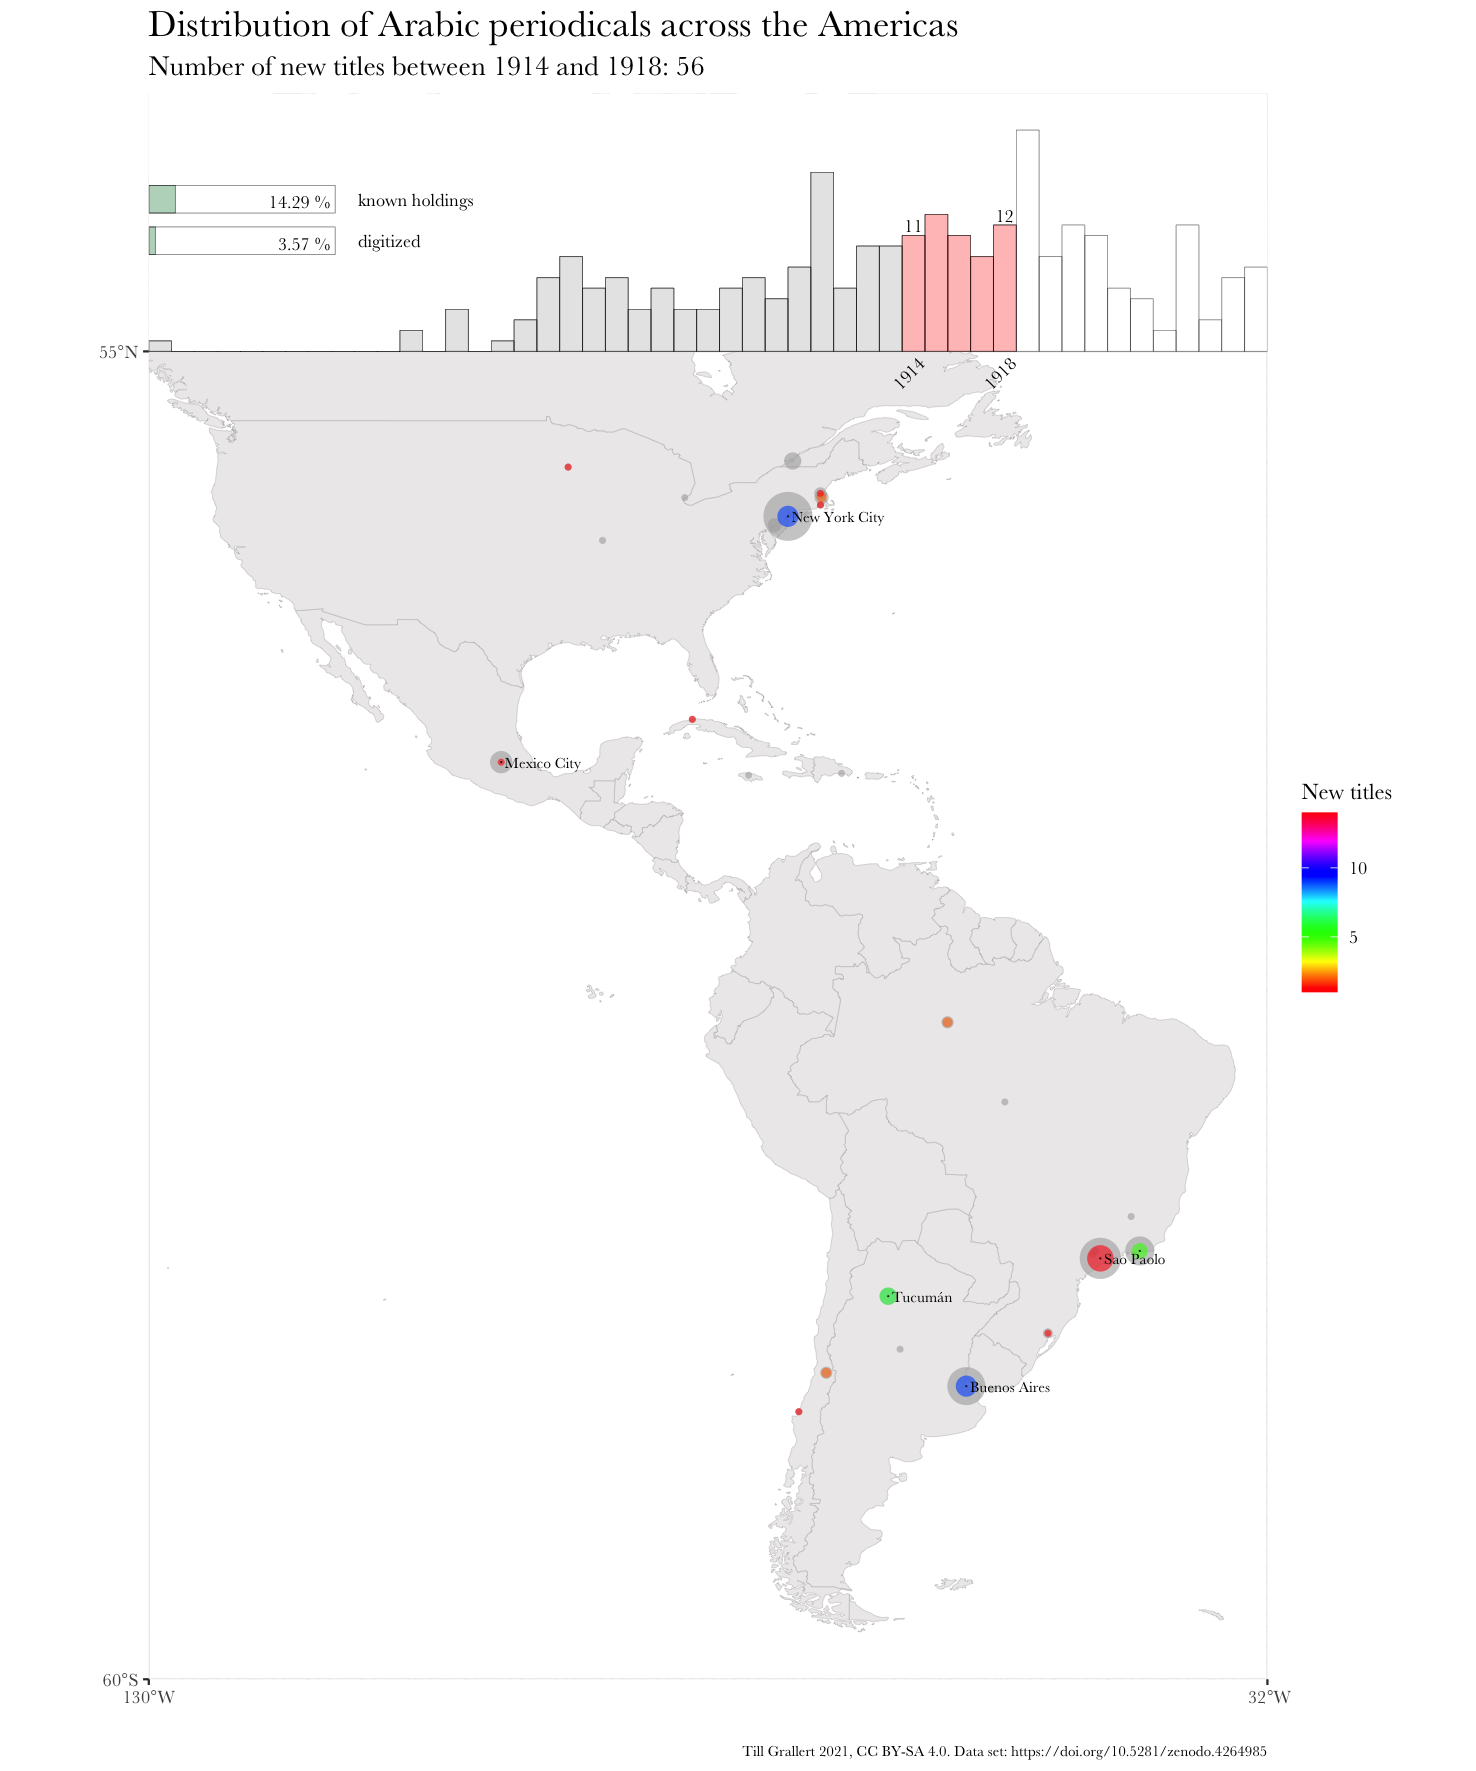 Distribution of Arabic periodicals across the Americas
Number of new titles between 1914 and 1918: 56
14.29 % known holdings
3.57 % digitized
11
12
55°N
1914
1918
New York City
Mexico City
New titles
10
5
Sao Paolo
Tucumán
Buenos Aires
60°S
130°W
32°W
Till Grallert 2021, CC BY-SA 4.0. Data set: https://doi.org/10.5281/zenodo.4264985